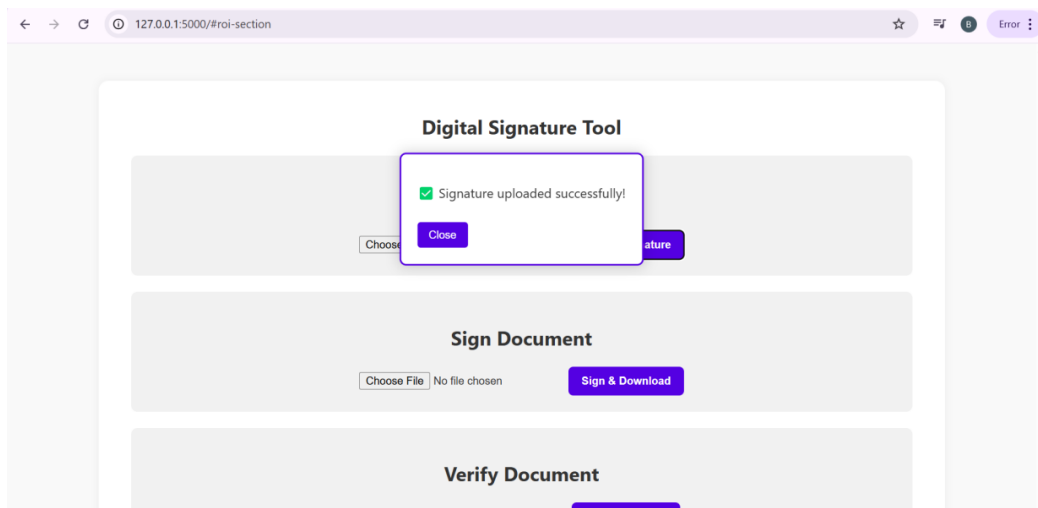 127.0.0.1:5000/#roi-section
B
Error
Digital Signature Tool
✅ Signature uploaded successfully!
Close
Choose
ature
Sign Document
Choose File No file chosen Sign & Download
Verify Document